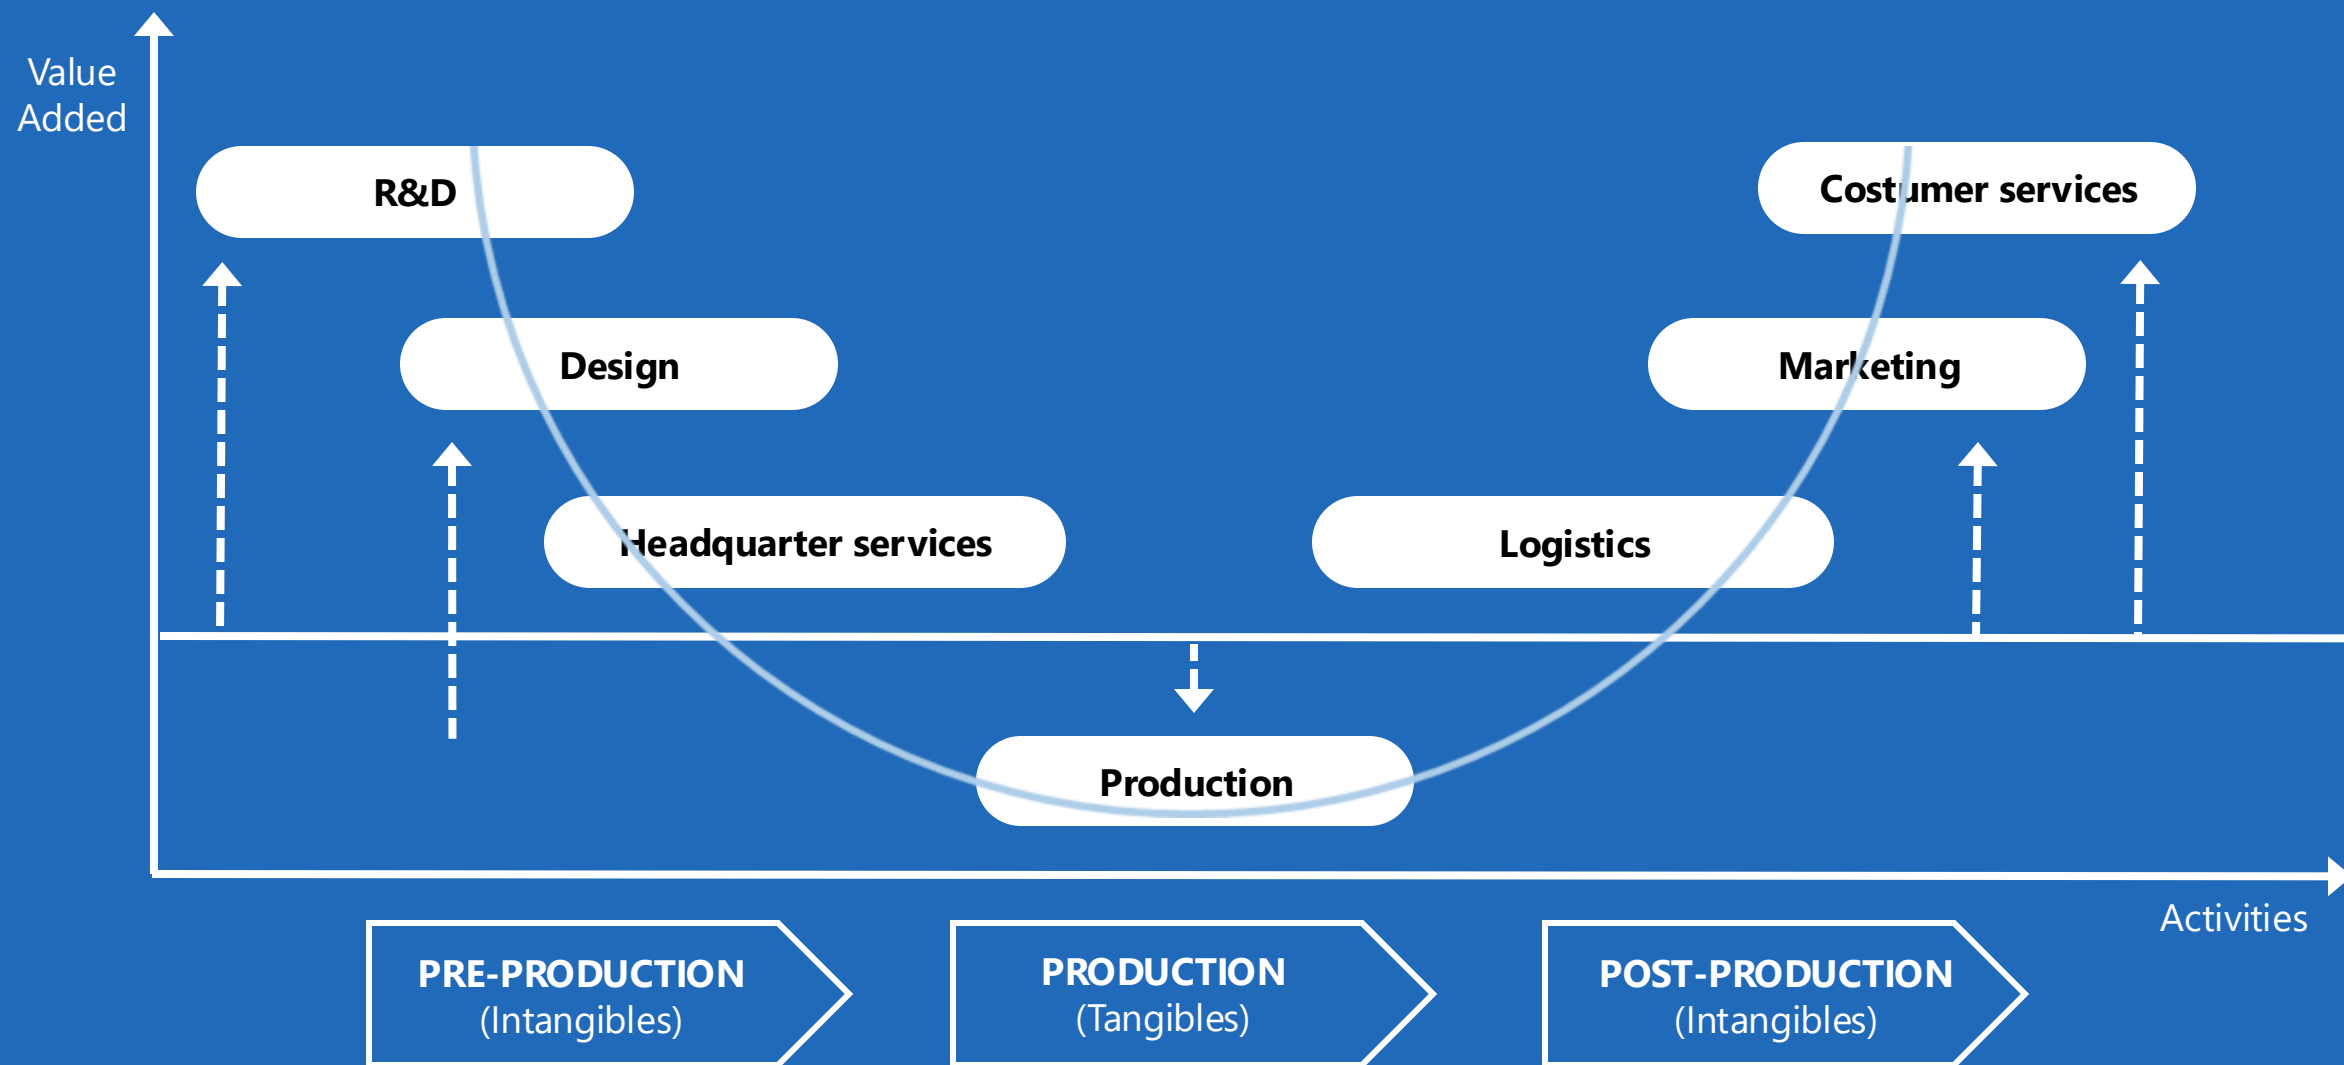 Value
Added
R&D
Costumer services
Design
Marketing
Headquarter services
Logistics
Production
Activities
PRE-PRODUCTION
(Intangibles)
PRODUCTION
(Tangibles)
POST-PRODUCTION
(Intangibles)